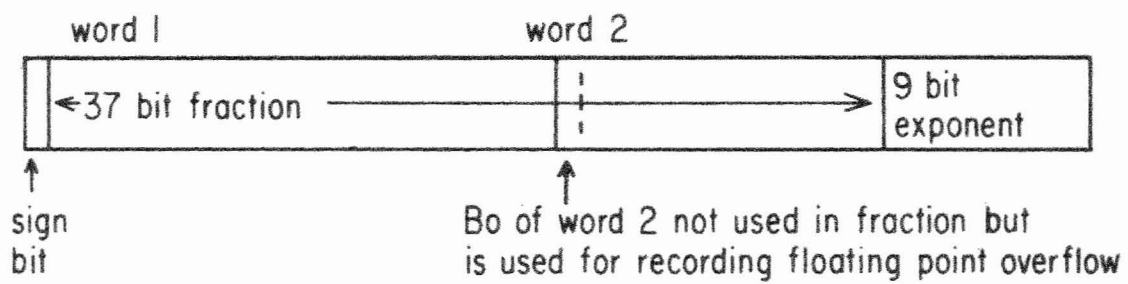 word 1
word 2
37 bit fraction
9 bit
exponent
sign
bit
Bo of word 2 not used in fraction but
is used for recording floating point overflow